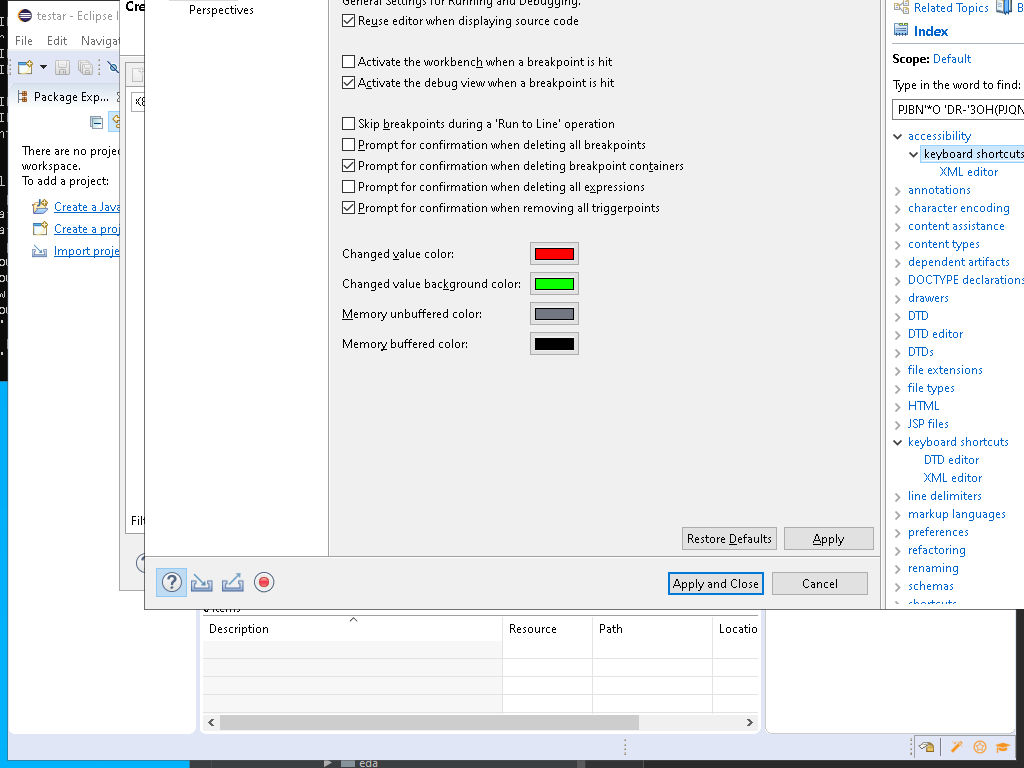 testar - Eclipse I
File Edit Navigat
Package Exp...
There are no projec
workspace.
To add a project:
Create a Java
Create a proj
Import proje
Cre
Filt
Perspectives
General Settings for Running and Debugging.
Reuse editor when displaying source code
Activate the workbench when a breakpoint is hit
Activate the debug view when a breakpoint is hit
Skip breakpoints during a 'Run to Line' operation
Prompt for confirmation when deleting all breakpoints
Prompt for confirmation when deleting breakpoint containers
Prompt for confirmation when deleting all expressions
Prompt for confirmation when removing all triggerpoints
Changed value color:
Changed value background color:
Memory unbuffered color:
Memory buffered color:
Restore Defaults Apply
Apply and Close Cancel
Related Topics B
Index
Scope: Default
Type in the word to find:
PJBN'*O 'DR-'3OH(PJQN
accessibility
keyboard shortcuts
XML editor
annotations
character encoding
content assistance
content types
dependent artifacts
DOCTYPE declarations
drawers
DTD
DTD editor
DTDs
file extensions
file types
HTML
JSP files
keyboard shortcuts
DTD editor
XML editor
line delimiters
markup languages
preferences
refactoring
renaming
schemas
shortcuts
0 items
Description Resource Path Locatio
eda